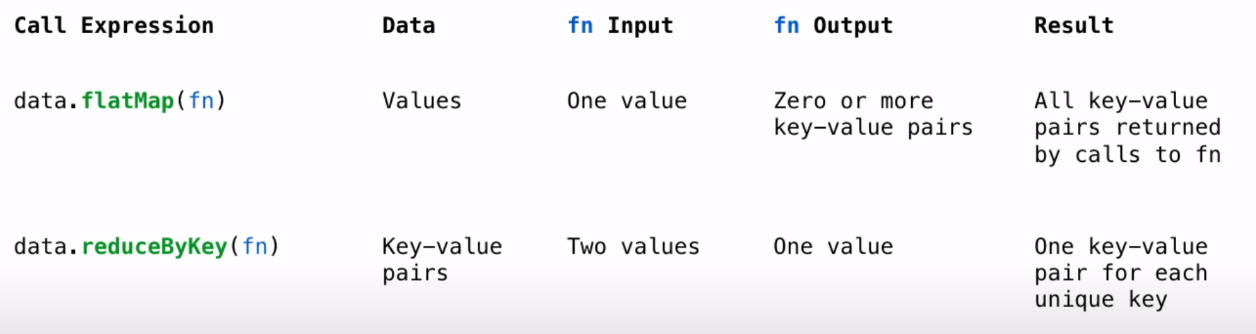 Call Expression Data fn Input fn Output Result
data.flatMap(fn) Values One value Zero or more All key-value
key-value pairs pairs returned
by calls to fn
data.reduceByKey(fn) Key-value Two values One value One key-value
pairs pair for each
unique key